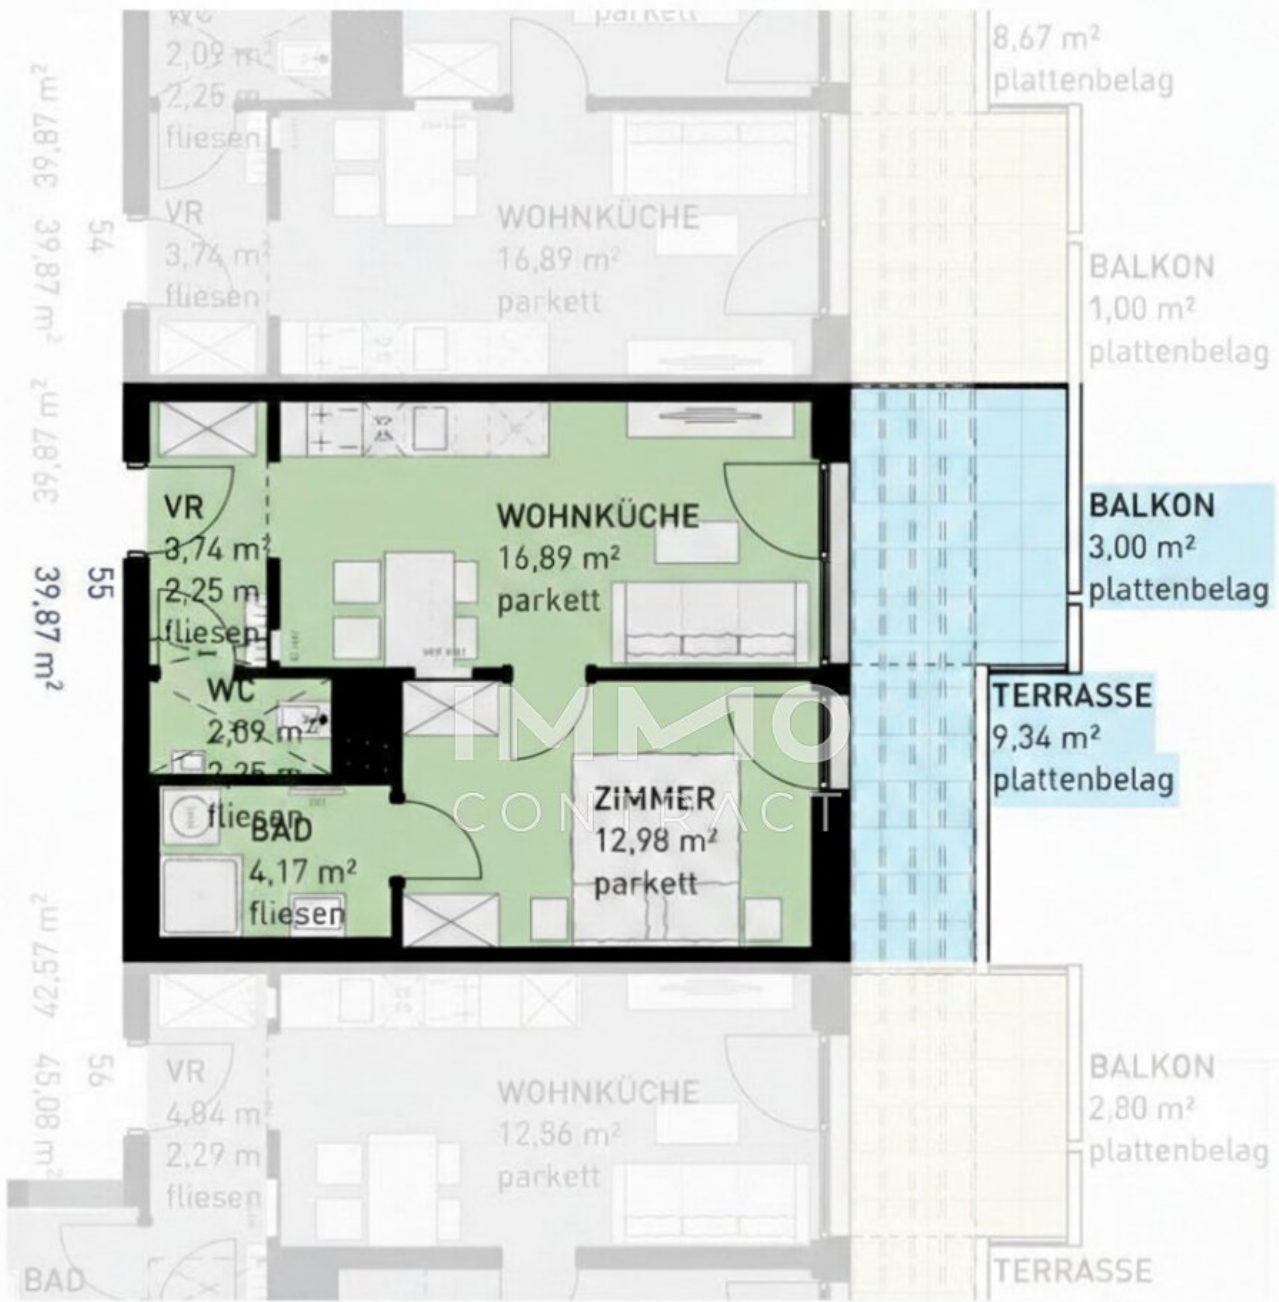 WC
2,09 m²
2,25 m
fliesen
parkett
8,67 m²
plattenbelag
39,87 m²
39,87 m²
54
VR
3,74 m²
fliesen
WOHNKÜCHE
16,89 m²
parkett
BALKON
1,00 m²
plattenbelag
39,87 m²
39,87 m²
55
VR
3,74 m²
2,25 m
fliesen
WOHNKÜCHE
16,89 m²
parkett
BALKON
3,00 m²
plattenbelag
WC
2,09 m²
2,25 m
fliesen
TERRASSE
9,34 m²
plattenbelag
IMMO
CONTRACT
ZiMMER
12,98 m²
parkett
BAD
4,17 m²
fliesen
42,57 m²
45,08 m²
56
VR
4,84 m²
2,29 m
fliesen
WOHNKÜCHE
12,56 m²
parkett
BALKON
2,80 m²
plattenbelag
BAD
TERRASSE